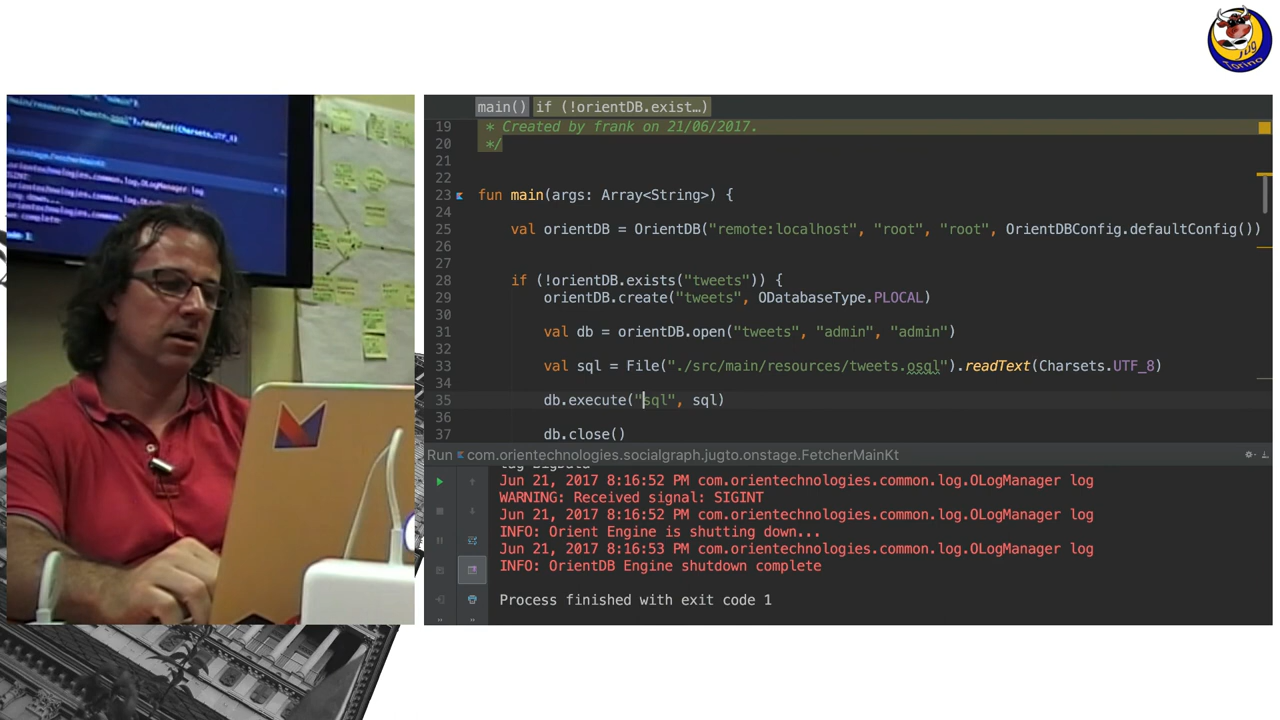 Jug
Torino
main() if (!orientDB.exist…)
19 * Created by frank on 21/06/2017.
20 */
21
22
23 fun main(args: Array<String>) {
24
25 val orientDB = OrientDB("remote:localhost", "root", "root", OrientDBConfig.defaultConfig())
26
27
28 if (!orientDB.exists("tweets")) {
29 orientDB.create("tweets", ODatabaseType.PLOCAL)
30
31 val db = orientDB.open("tweets", "admin", "admin")
32
33 val sql = File("./src/main/resources/tweets.osql").readText(Charsets.UTF_8)
34
35 db.execute("sql", sql)
36
37 db.close()
Run com.orientechnologies.socialgraph.jugto.onstage.FetcherMainKt
Jun 21, 2017 8:16:52 PM com.orientechnologies.common.log.OLogManager log
WARNING: Received signal: SIGINT
Jun 21, 2017 8:16:52 PM com.orientechnologies.common.log.OLogManager log
INFO: Orient Engine is shutting down...
Jun 21, 2017 8:16:53 PM com.orientechnologies.common.log.OLogManager log
INFO: OrientDB Engine shutdown complete
Process finished with exit code 1